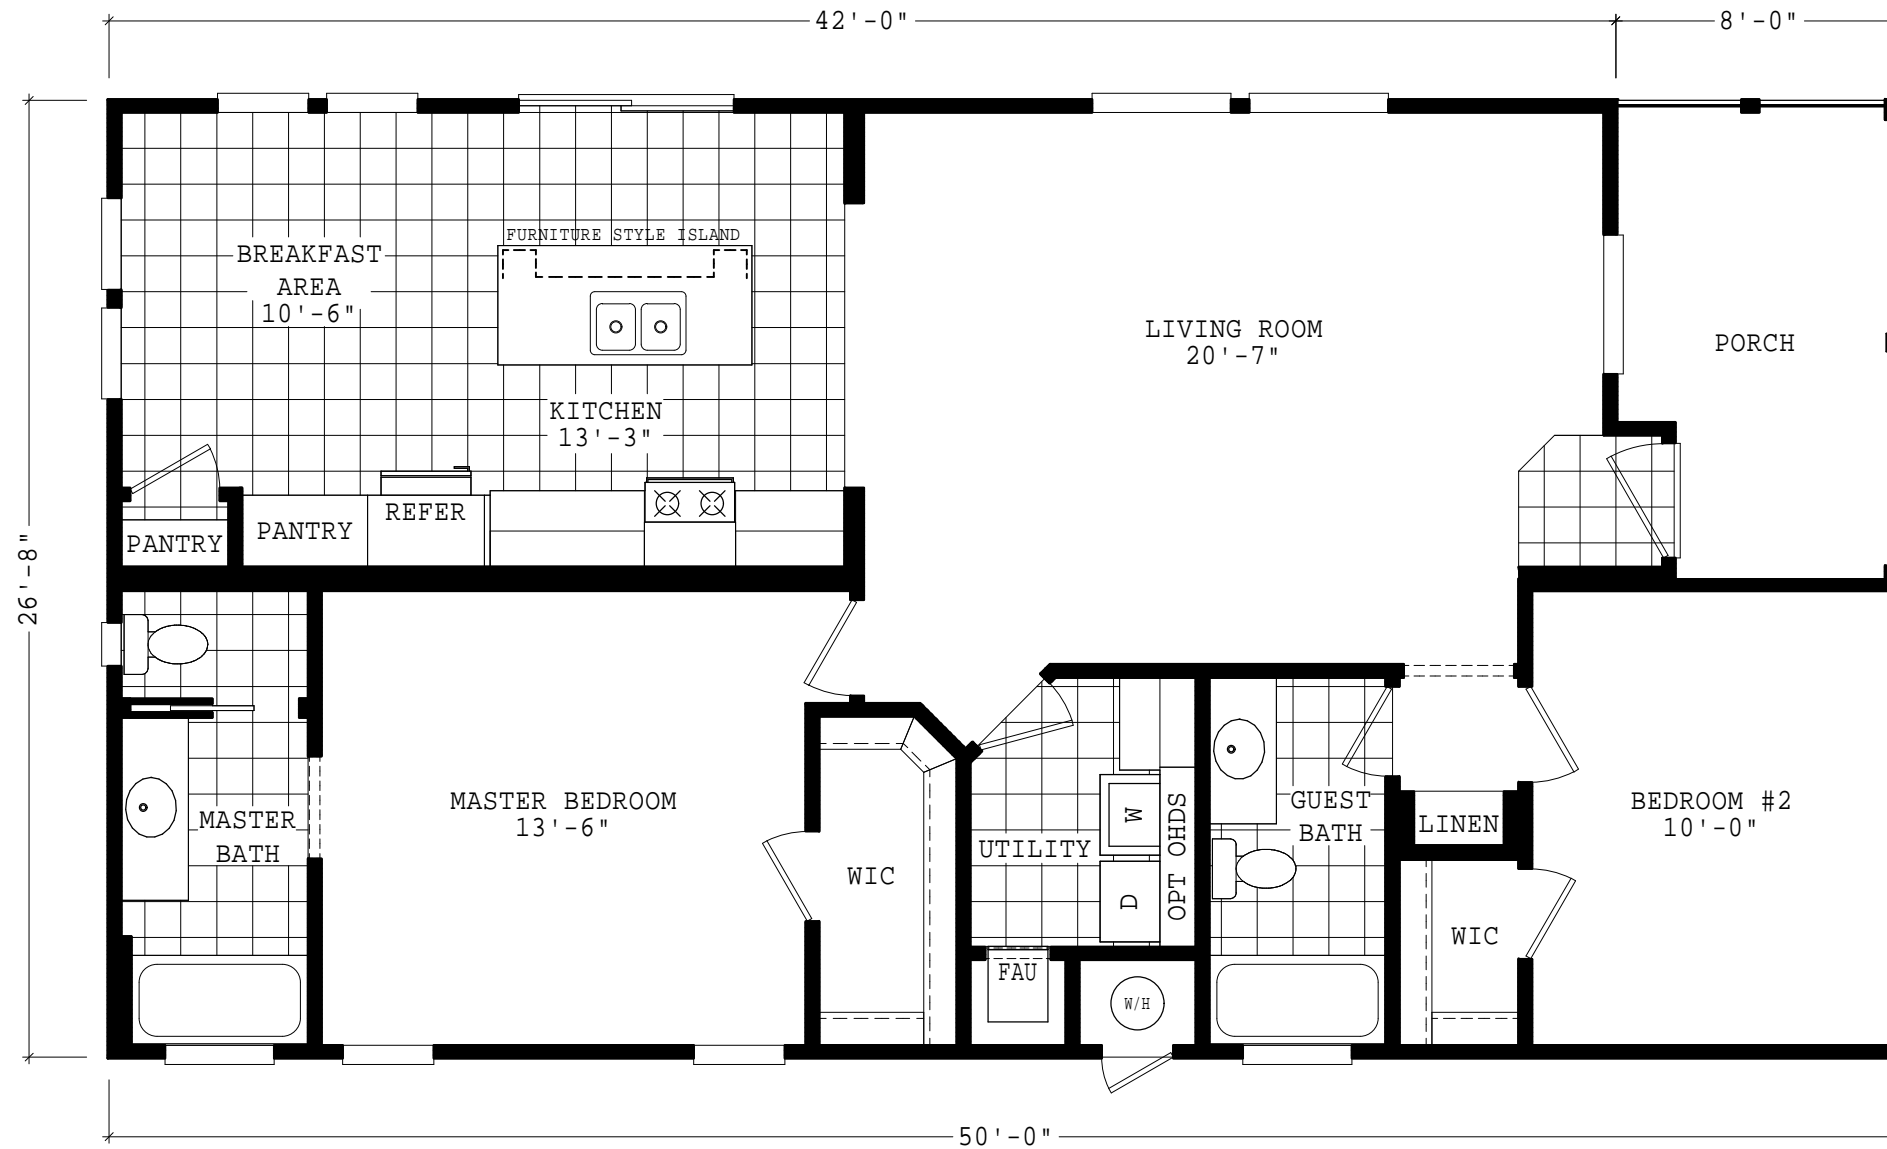 42'-0"
8'-0"
FURNITURE STYLE ISLAND
BREAKFAST
AREA
10'-6"
LIVING ROOM
20'-7"
PORCH
KITCHEN
13'-3"
REFER
PANTRY
PANTRY
26'-8"
MASTER BEDROOM
13'-6"
MASTER
BATH
WIC
UTILITY
W
D
OPT OHDS
GUEST
BATH
LINEN
BEDROOM #2
10'-0"
WIC
FAU
W/H
50'-0"